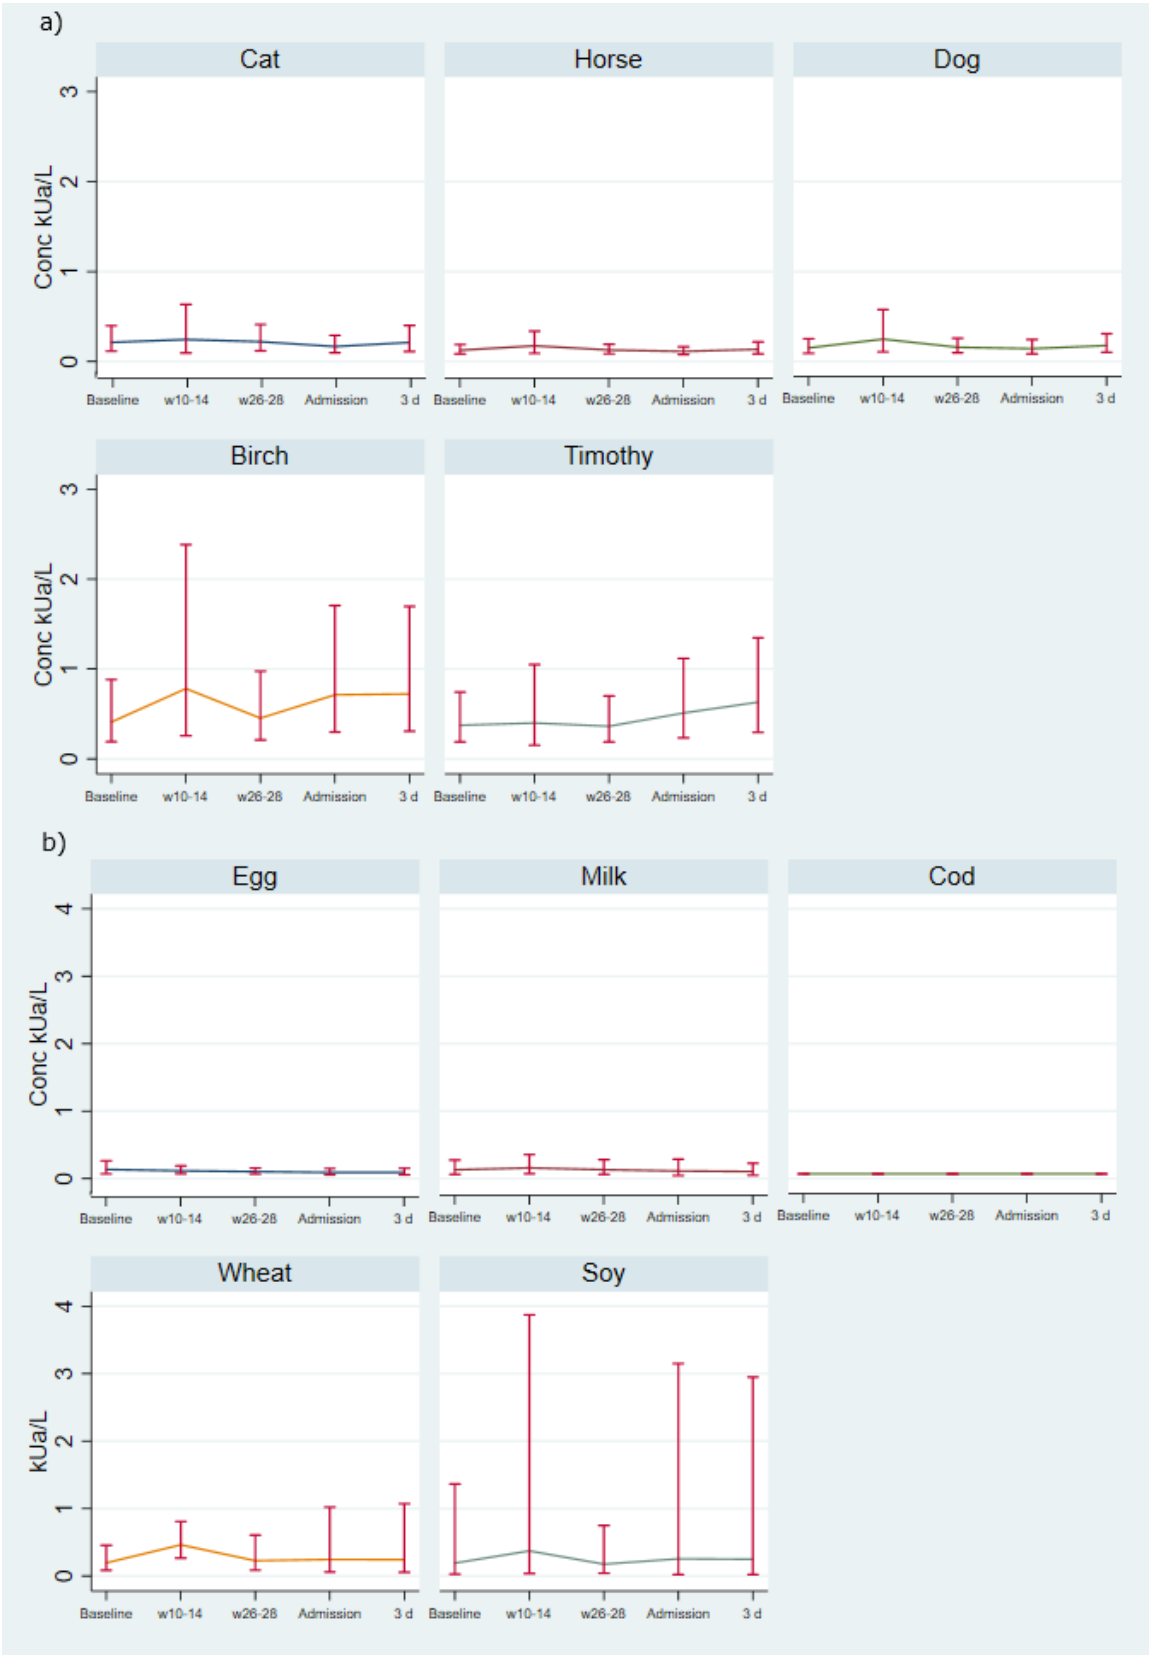 a)
Cat Horse Dog
Conc kUa/L
3
2
1
0
Baseline w10-14 w26-28 Admission 3 d Baseline w10-14 w26-28 Admission 3 d Baseline w10-14 w26-28 Admission 3 d
Birch Timothy
Conc kUa/L
3
2
1
0
Baseline w10-14 w26-28 Admission 3 d Baseline w10-14 w26-28 Admission 3 d
b)
Egg Milk Cod
Conc kUa/L
4
3
2
1
0
Baseline w10-14 w26-28 Admission 3 d Baseline w10-14 w26-28 Admission 3 d Baseline w10-14 w26-28 Admission 3 d
Wheat Soy
kUa/L
4
3
2
1
0
Baseline w10-14 w26-28 Admission 3 d Baseline w10-14 w26-28 Admission 3 d